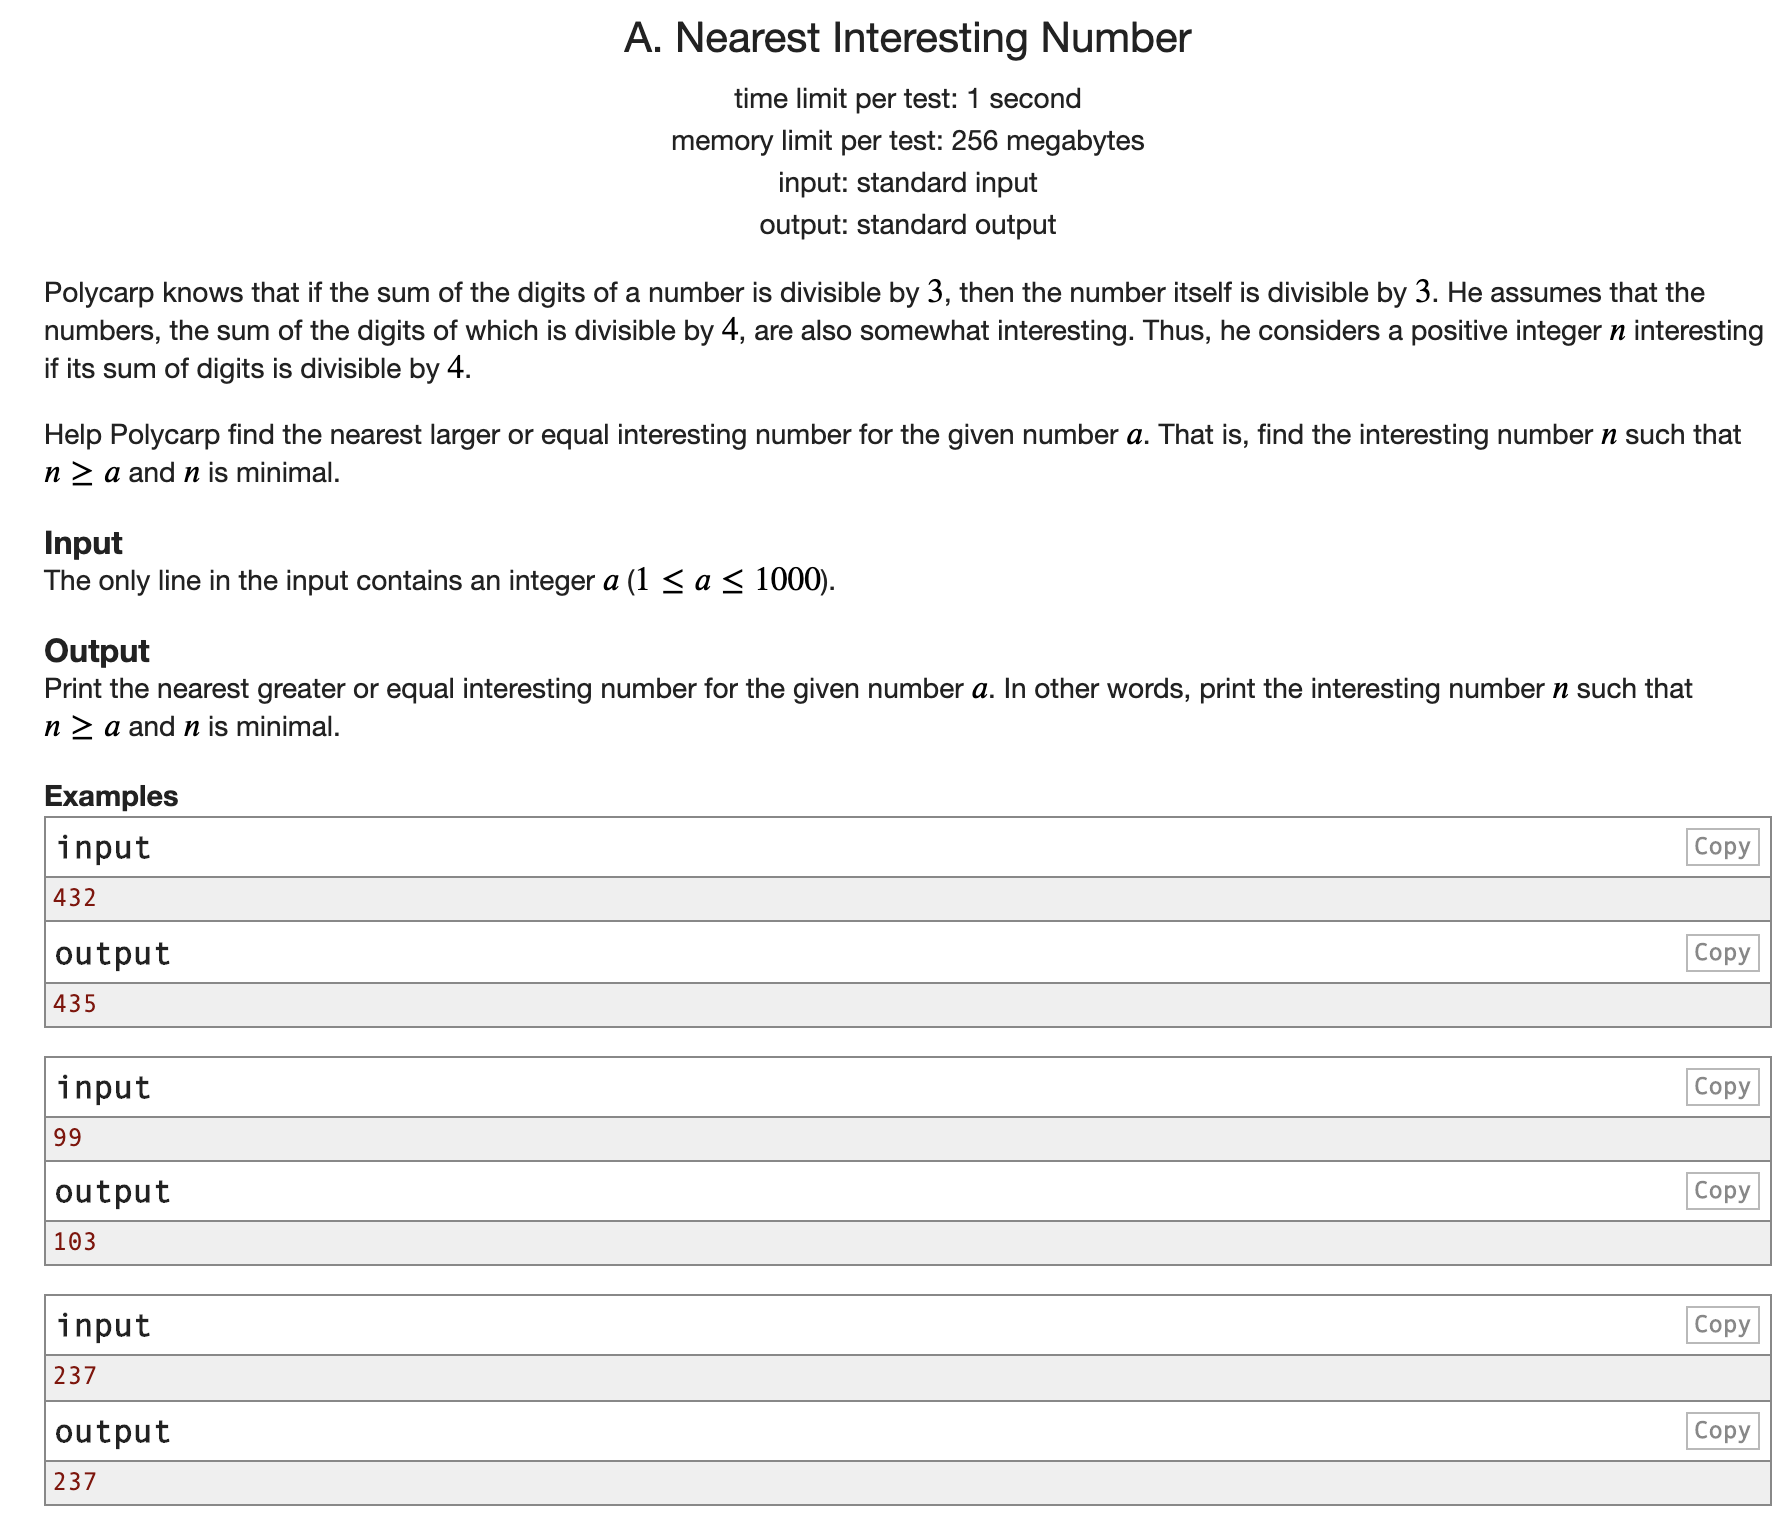 A. Nearest Interesting Number
time limit per test: 1 second
memory limit per test: 256 megabytes
input: standard input
output: standard output
Polycarp knows that if the sum of the digits of a number is divisible by 3, then the number itself is divisible by 3. He assumes that the
numbers, the sum of the digits of which is divisible by 4, are also somewhat interesting. Thus, he considers a positive integer n interesting
if its sum of digits is divisible by 4.
Help Polycarp find the nearest larger or equal interesting number for the given number a. That is, find the interesting number n such that
n ≥ a and n is minimal.
Input
The only line in the input contains an integer a (1 ≤ a ≤ 1000).
Output
Print the nearest greater or equal interesting number for the given number a. In other words, print the interesting number n such that
n ≥ a and n is minimal.
Examples
input Copy
432
output Copy
435
input Copy
99
output Copy
103
input Copy
237
output Copy
237